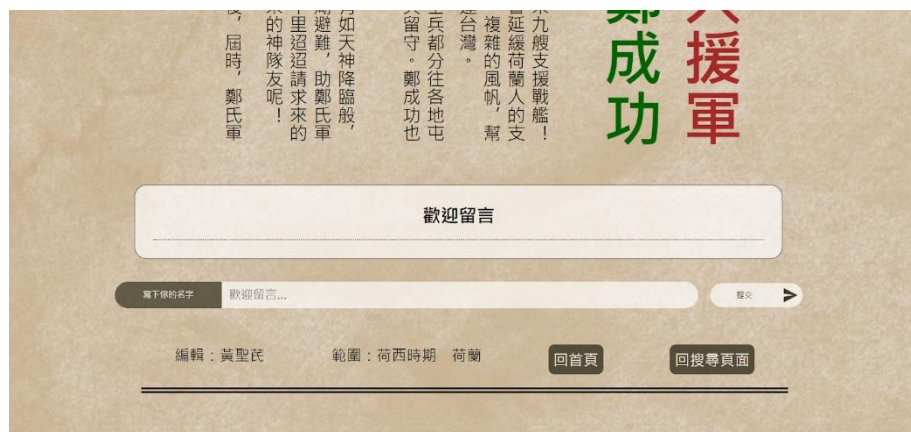 援軍
鄭成功
九艘支援戰艦！
延緩荷蘭人的支
複雜的風帆，幫
台灣。
兵都分往各地屯
留守。鄭成功也
如天神降臨般，
避難，助鄭氏軍
里迢迢請求來的
的神隊友呢！
，屆時，鄭氏軍
歡迎留言
寫下你的名字
歡迎留言...
提交
編輯：黃聖芪
範圍：荷西時期　荷蘭
回首頁
回搜尋頁面